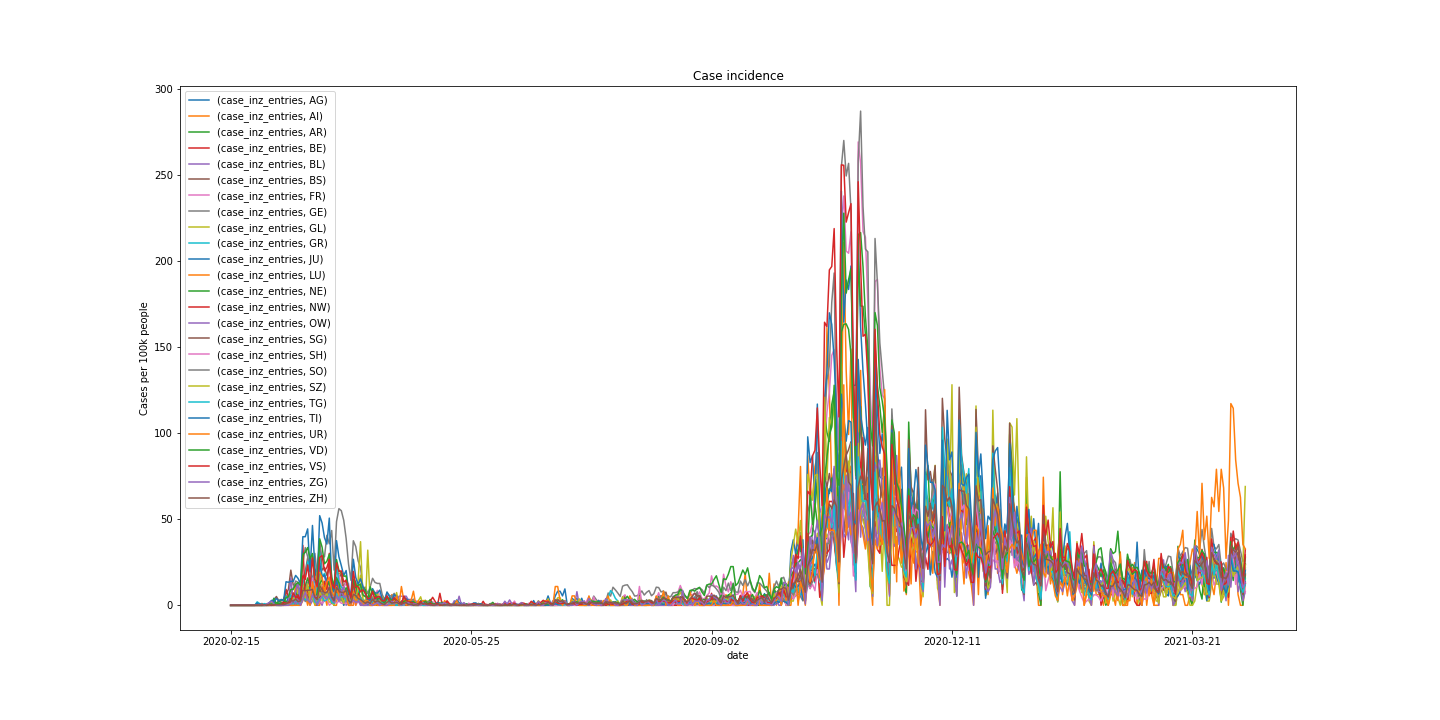 Case incidence
300
250
200
150
100
50
0
Cases per 100k people
(case_inz_entries, AG)
(case_inz_entries, AI)
(case_inz_entries, AR)
(case_inz_entries, BE)
(case_inz_entries, BL)
(case_inz_entries, BS)
(case_inz_entries, FR)
(case_inz_entries, GE)
(case_inz_entries, GL)
(case_inz_entries, GR)
(case_inz_entries, JU)
(case_inz_entries, LU)
(case_inz_entries, NE)
(case_inz_entries, NW)
(case_inz_entries, OW)
(case_inz_entries, SG)
(case_inz_entries, SH)
(case_inz_entries, SO)
(case_inz_entries, SZ)
(case_inz_entries, TG)
(case_inz_entries, TI)
(case_inz_entries, UR)
(case_inz_entries, VD)
(case_inz_entries, VS)
(case_inz_entries, ZG)
(case_inz_entries, ZH)
2020-02-15
2020-05-25
2020-09-02
2020-12-11
2021-03-21
date